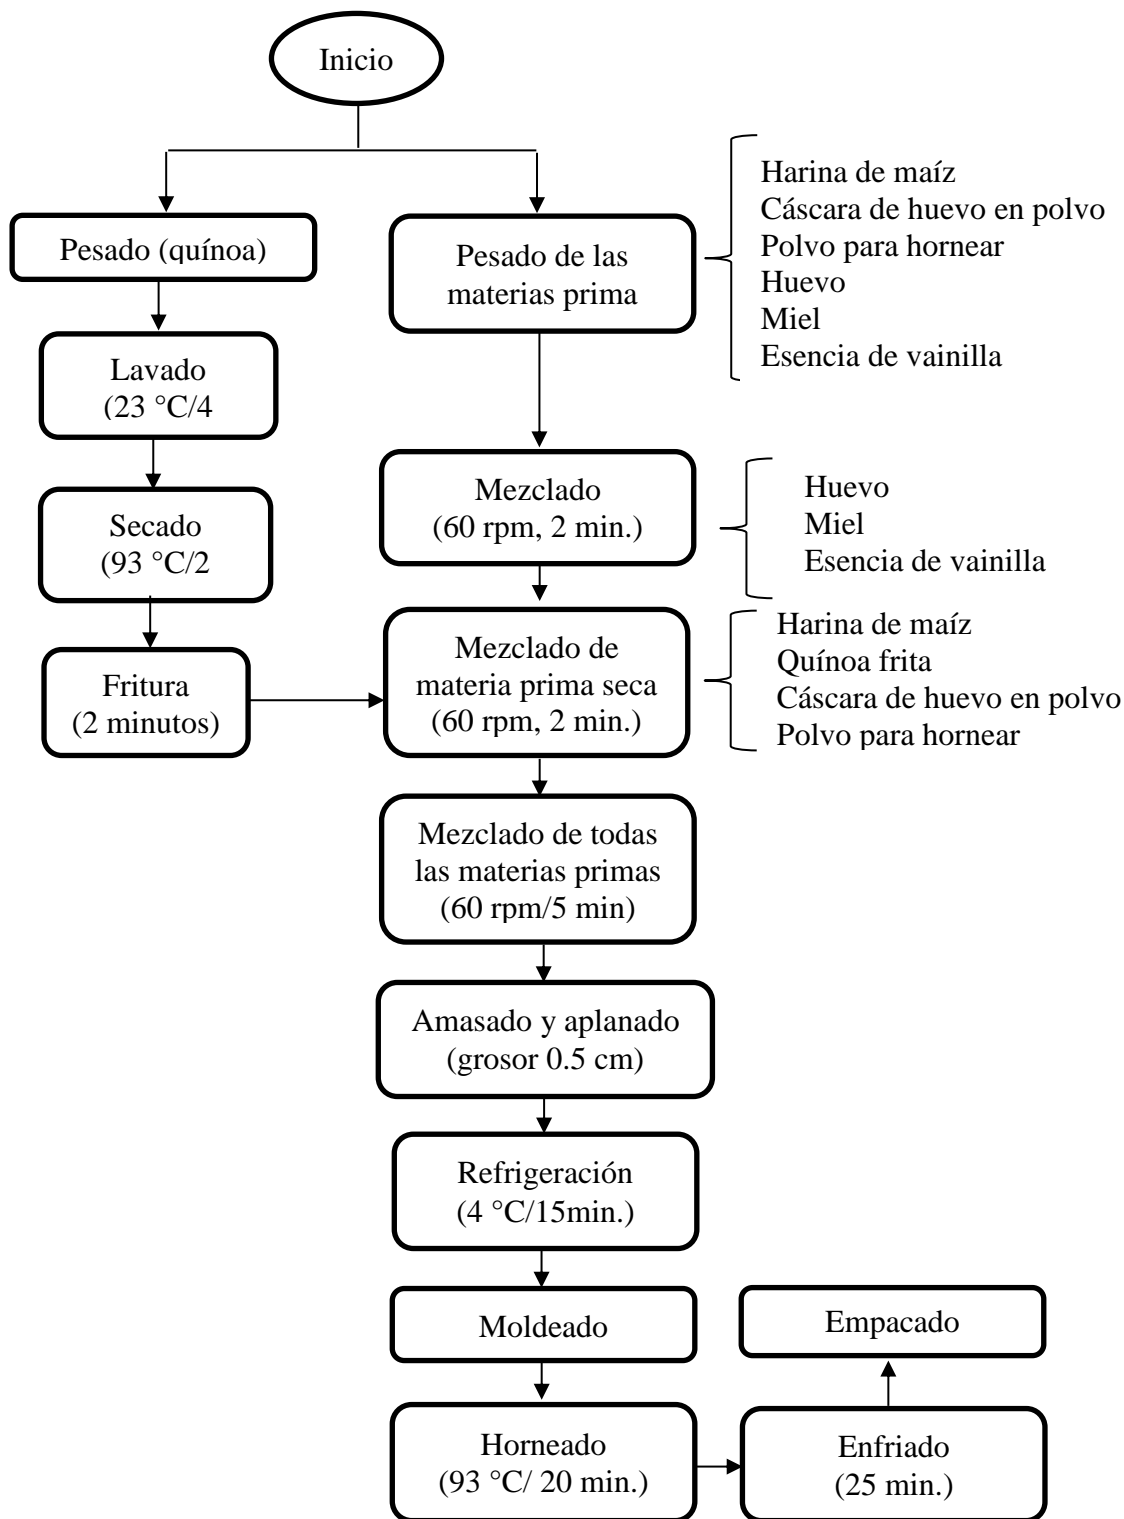 Inicio
Pesado (quínoa)
Pesado de las
materias prima
Harina de maíz
Cáscara de huevo en polvo
Polvo para hornear
Huevo
Miel
Esencia de vainilla
Lavado
(23 °C/4
Secado
(93 °C/2
Fritura
(2 minutos)
Mezclado
(60 rpm, 2 min.)
Huevo
Miel
Esencia de vainilla
Mezclado de
materia prima seca
(60 rpm, 2 min.)
Harina de maíz
Quínoa frita
Cáscara de huevo en polvo
Polvo para hornear
Mezclado de todas
las materias primas
(60 rpm/5 min)
Amasado y aplanado
(grosor 0.5 cm)
Refrigeración
(4 °C/15min.)
Moldeado
Horneado
(93 °C/ 20 min.)
Enfriado
(25 min.)
Empacado